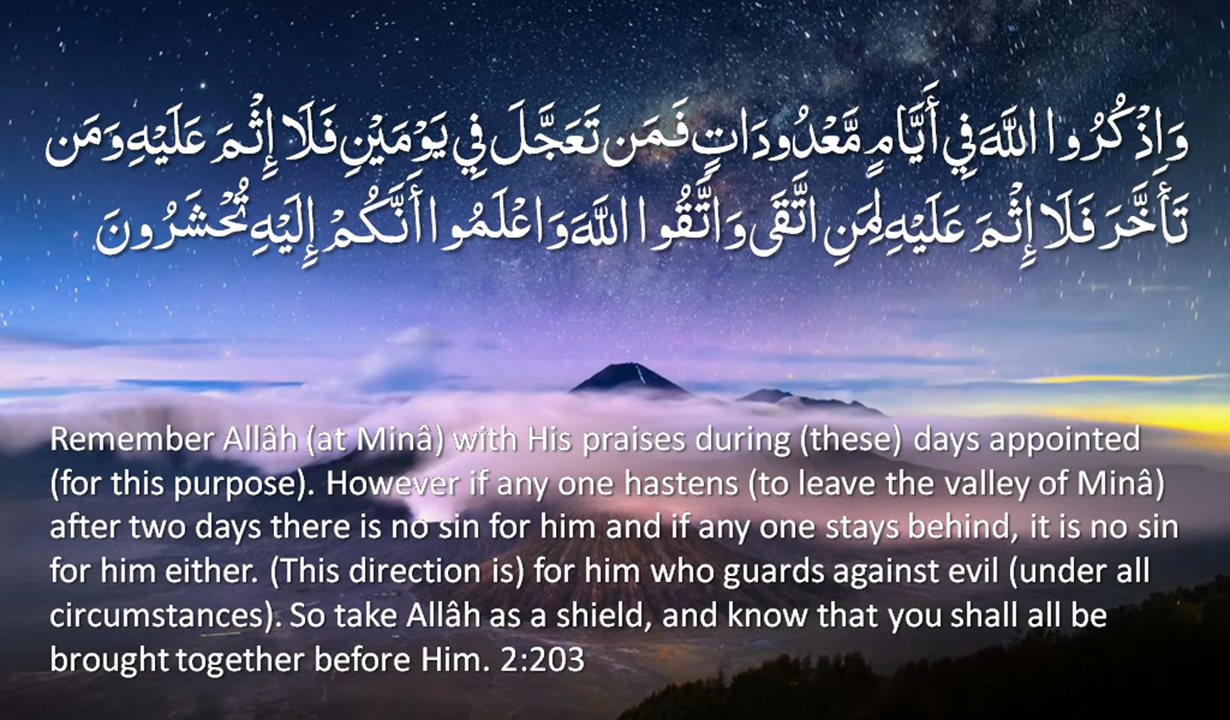 وَاِذْكُرُوا اللَّهَ فِي أَيَّامٍ مَّعْدُودَاتٍ فَمَن تَعَجَّلَ فِي يَوْمَيْنِ فَلَا إِثْمَ عَلَيْهِ وَمَن
تَأَخَّرَ فَلَا إِثْمَ عَلَيْهِ لِمَنِ اتَّقَى وَاتَّقُوا اللَّهَ وَاعْلَمُوا أَنَّكُمْ إِلَيْهِ تُحْشَرُونَ
Remember Allâh (at Minâ) with His praises during (these) days appointed
(for this purpose). However if any one hastens (to leave the valley of Minâ)
after two days there is no sin for him and if any one stays behind, it is no sin
for him either. (This direction is) for him who guards against evil (under all
circumstances). So take Allâh as a shield, and know that you shall all be
brought together before Him. 2:203